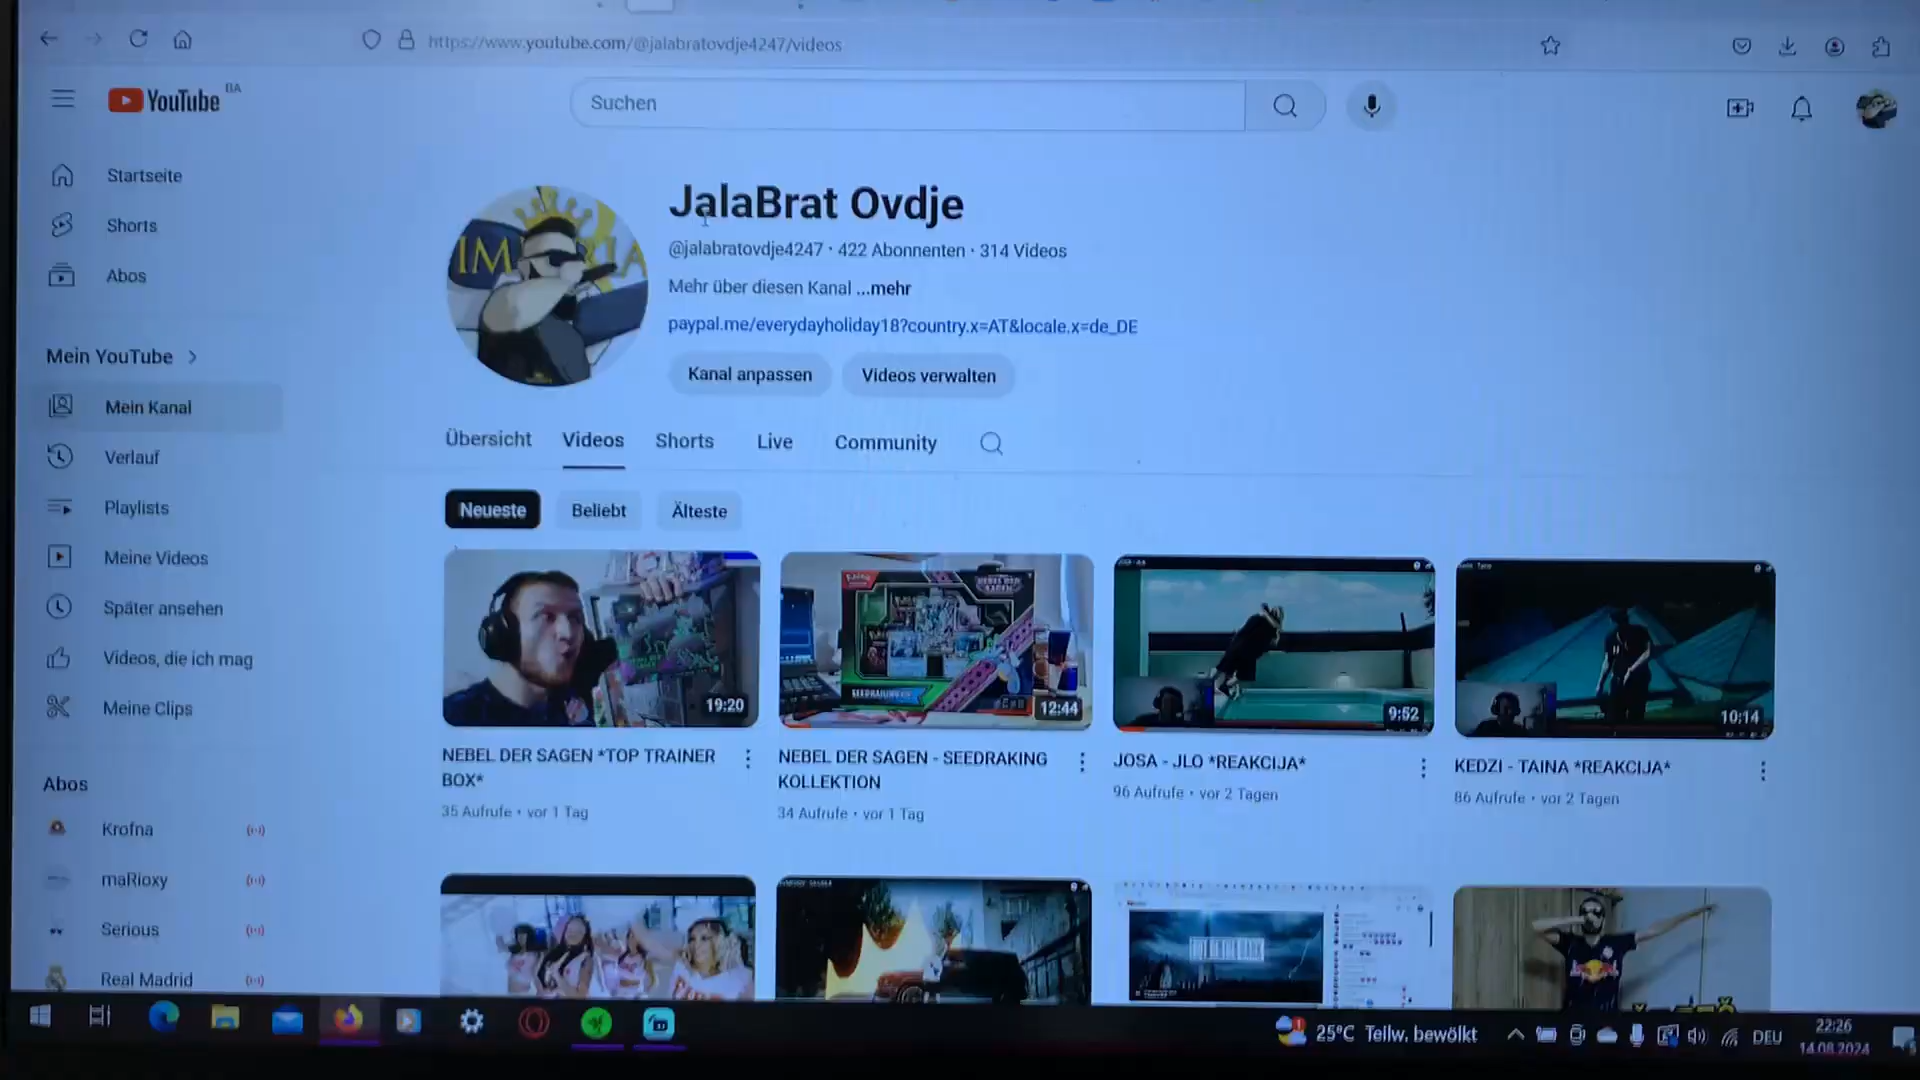 https://www.youtube.com/@jalabratovdje4247/videos
YouTube BA
Suchen
Startseite
Shorts
Abos
Mein YouTube
Mein Kanal
Verlauf
Playlists
Meine Videos
Später ansehen
Videos, die ich mag
Meine Clips
Abos
Krofna
maRioxy
Serious
Real Madrid
JalaBrat Ovdje
@jalabratovdje4247 · 422 Abonnenten · 314 Videos
Mehr über diesen Kanal ...mehr
paypal.me/everydayholiday18?country.x=AT&locale.x=de_DE
Kanal anpassen
Videos verwalten
Übersicht
Videos
Shorts
Live
Community
Neueste
Beliebt
Älteste
19:20
12:44
9:52
10:14
NEBEL DER SAGEN *TOP TRAINER
BOX*
35 Aufrufe · vor 1 Tag
NEBEL DER SAGEN - SEEDRAKING
KOLLEKTION
34 Aufrufe · vor 1 Tag
JOSA - JLO *REAKCIJA*
96 Aufrufe · vor 2 Tagen
KEDZI - TAINA *REAKCIJA*
86 Aufrufe · vor 2 Tagen
25°C Teilw. bewölkt
DEU
22:26
14.08.2024